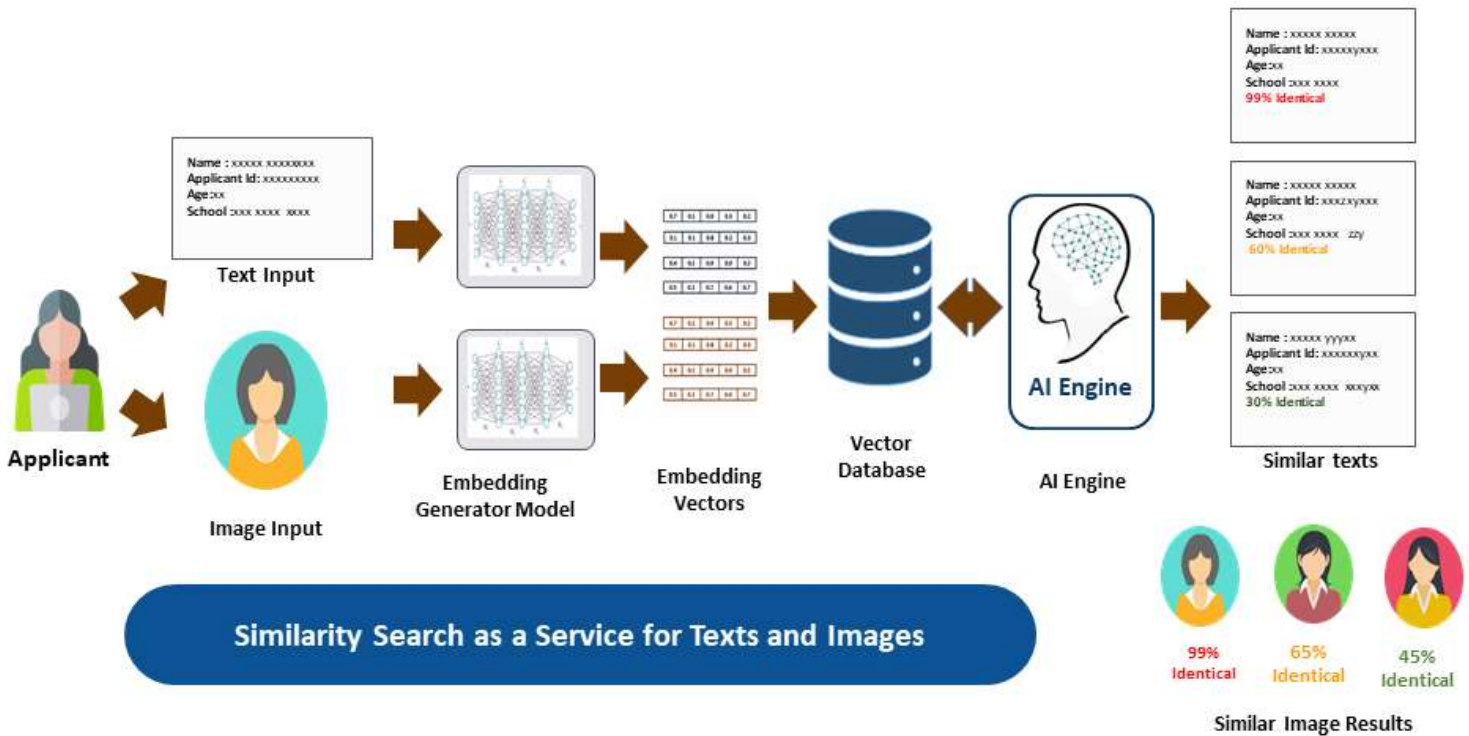 Name : xxxxx xxxxxxxx
Applicant Id: xxxxxxxxx
Age:xx
School :xxx xxxx xxxx
Text Input
Applicant
Image Input
Embedding
Generator Model
Embedding
Vectors
Vector
Database
AI Engine
AI Engine
Name : xxxxx xxxxx
Applicant Id: xxxxxyxxx
Age:xx
School :xxx xxxx
99% Identical
Name : xxxxx xxxxx
Applicant Id: xxxzxyxxx
Age:xx
School :xxx xxxx zzy
60% Identical
Name : xxxxx yyyxx
Applicant Id: xxxxxxyxx
Age:xx
School :xxx xxxx xxxyxx
30% Identical
Similar texts
Similarity Search as a Service for Texts and Images
99%
Identical
65%
Identical
45%
Identical
Similar Image Results